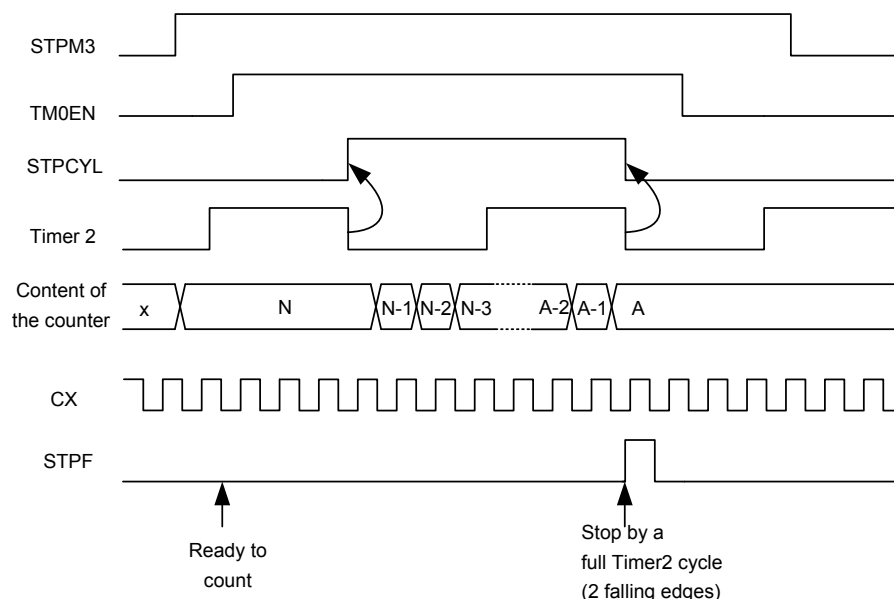 STPM3
TM0EN
STPCYL
Timer 2
Content of
the counter
x N N-1 N-2 N-3 A-2 A-1 A
CX
STPF
Ready to
count
Stop by a
full Timer2 cycle
(2 falling edges)